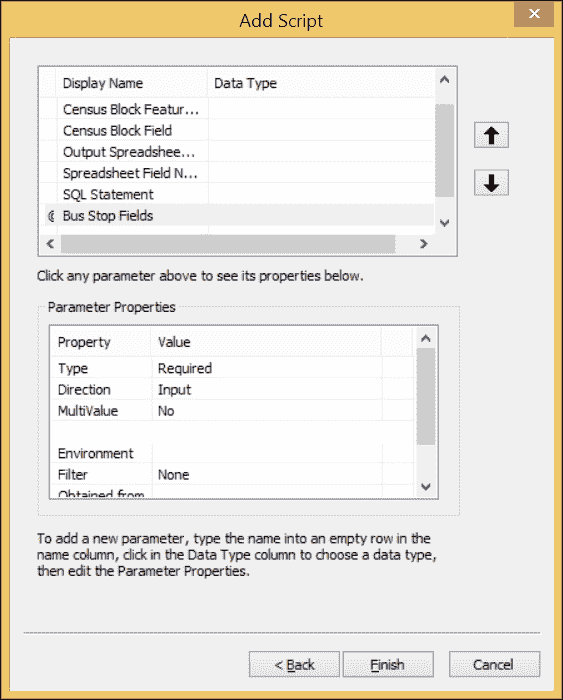 Add Script
Display Name Data Type
Census Block Featur...
Census Block Field
Output Spreadshee...
Spreadsheet Field N...
SQL Statement
Bus Stop Fields
Click any parameter above to see its properties below.
Parameter Properties
Property Value
Type Required
Direction Input
MultiValue No
Environment
Filter None
Obtained from
To add a new parameter, type the name into an empty row in the
name column, click in the Data Type column to choose a data type,
then edit the Parameter Properties.
< Back Finish Cancel